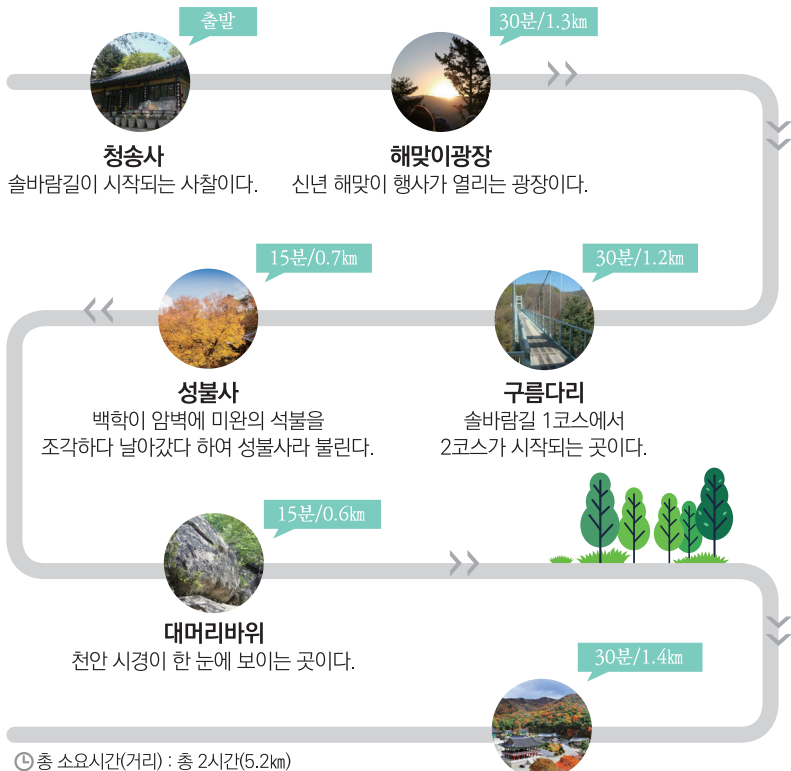 출발
청송사
솔바람길이 시작되는 사찰이다.
30분/1.3㎞
해맞이광장
신년 해맞이 행사가 열리는 광장이다.
30분/1.2㎞
구름다리
솔바람길 1코스에서
2코스가 시작되는 곳이다.
15분/0.7㎞
성불사
백학이 암벽에 미완의 석불을
조각하다 날아갔다 하여 성불사라 불린다.
15분/0.6㎞
대머리바위
천안 시경이 한 눈에 보이는 곳이다.
30분/1.4㎞
총 소요시간(거리) : 총 2시간(5.2㎞)